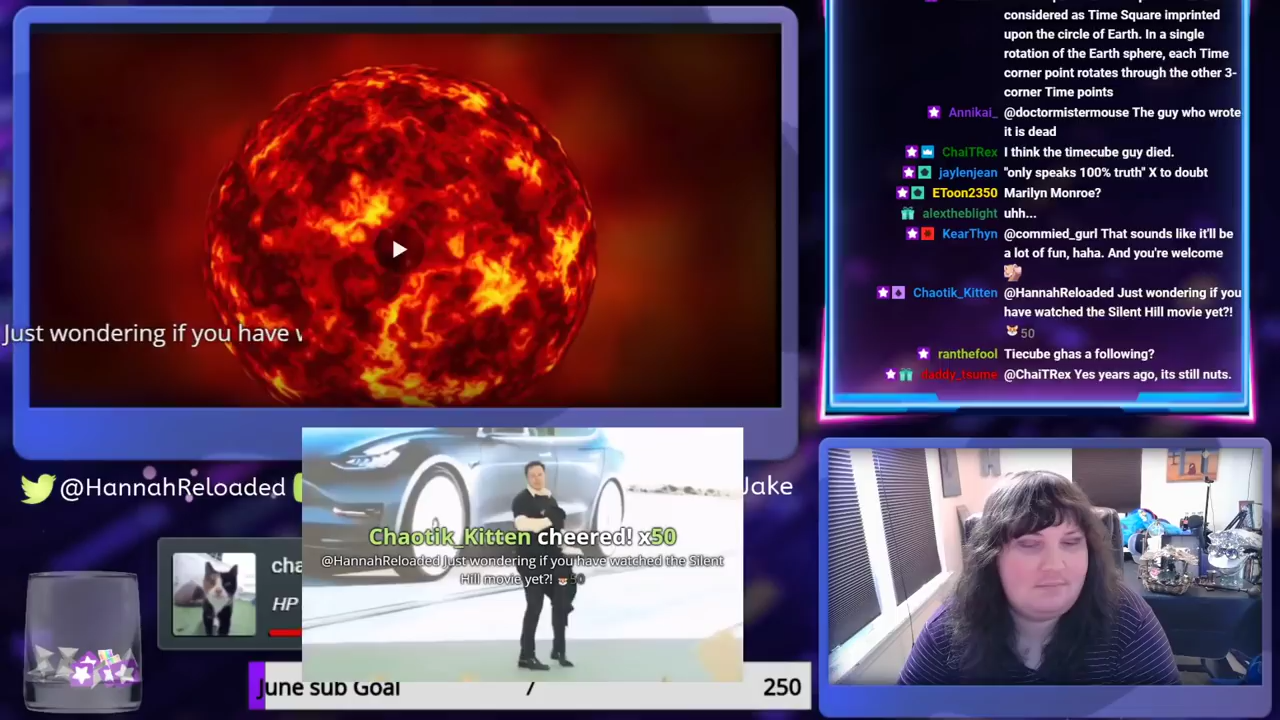 considered as Time Square imprinted
upon the circle of Earth. In a single
rotation of the Earth sphere, each Time
corner point rotates through the other 3-
corner Time points
Annikai_ @doctormistermouse The guy who wrote
it is dead
ChaiTRex I think the timecube guy died.
jaylenjean "only speaks 100% truth" X to doubt
EToon2350 Marilyn Monroe?
alextheblight uhh...
KearThyn @commied_gurl That sounds like it'll be
a lot of fun, haha. And you're welcome
Chaotik_Kitten @HannahReloaded Just wondering if you
have watched the Silent Hill movie yet?!
50
ranthefool Tiecube ghas a following?
daddy_tsume @ChaiTRex Yes years ago, its still nuts.
Just wondering if you have
@HannahReloaded
Jake
Chaotik_Kitten cheered! x50
@HannahReloaded Just wondering if you have watched the Silent
Hill movie yet?! 50
cha
HP
June sub Goal / 250